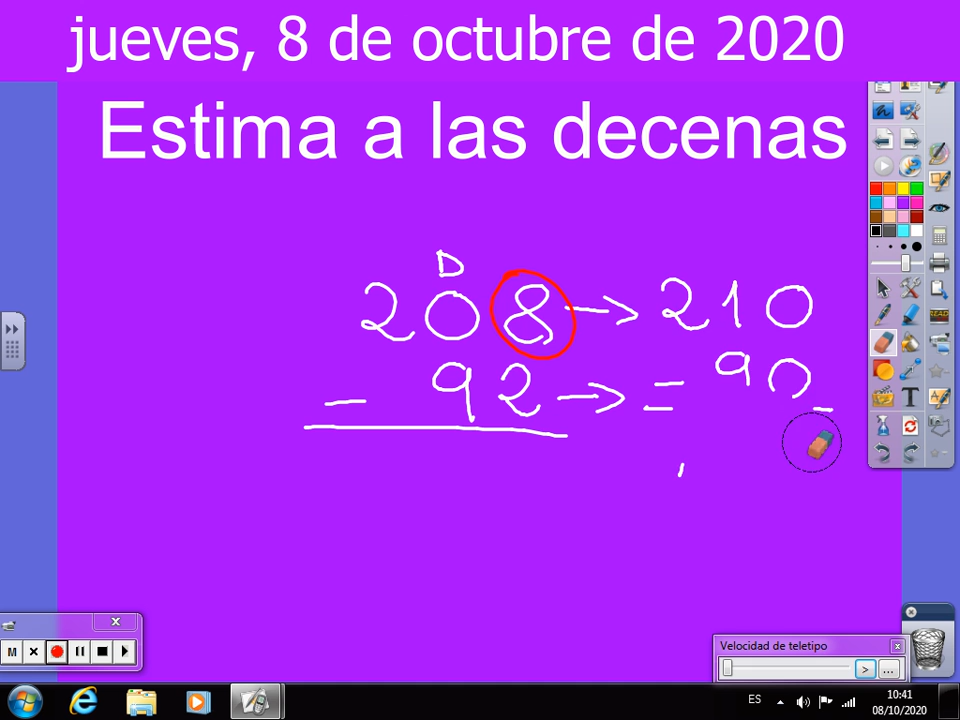 jueves, 8 de octubre de 2020
Estima a las decenas
D
208 → 210
- 92 → = 90
M
Velocidad de teletipo
> ...
ES
10:41
08/10/2020